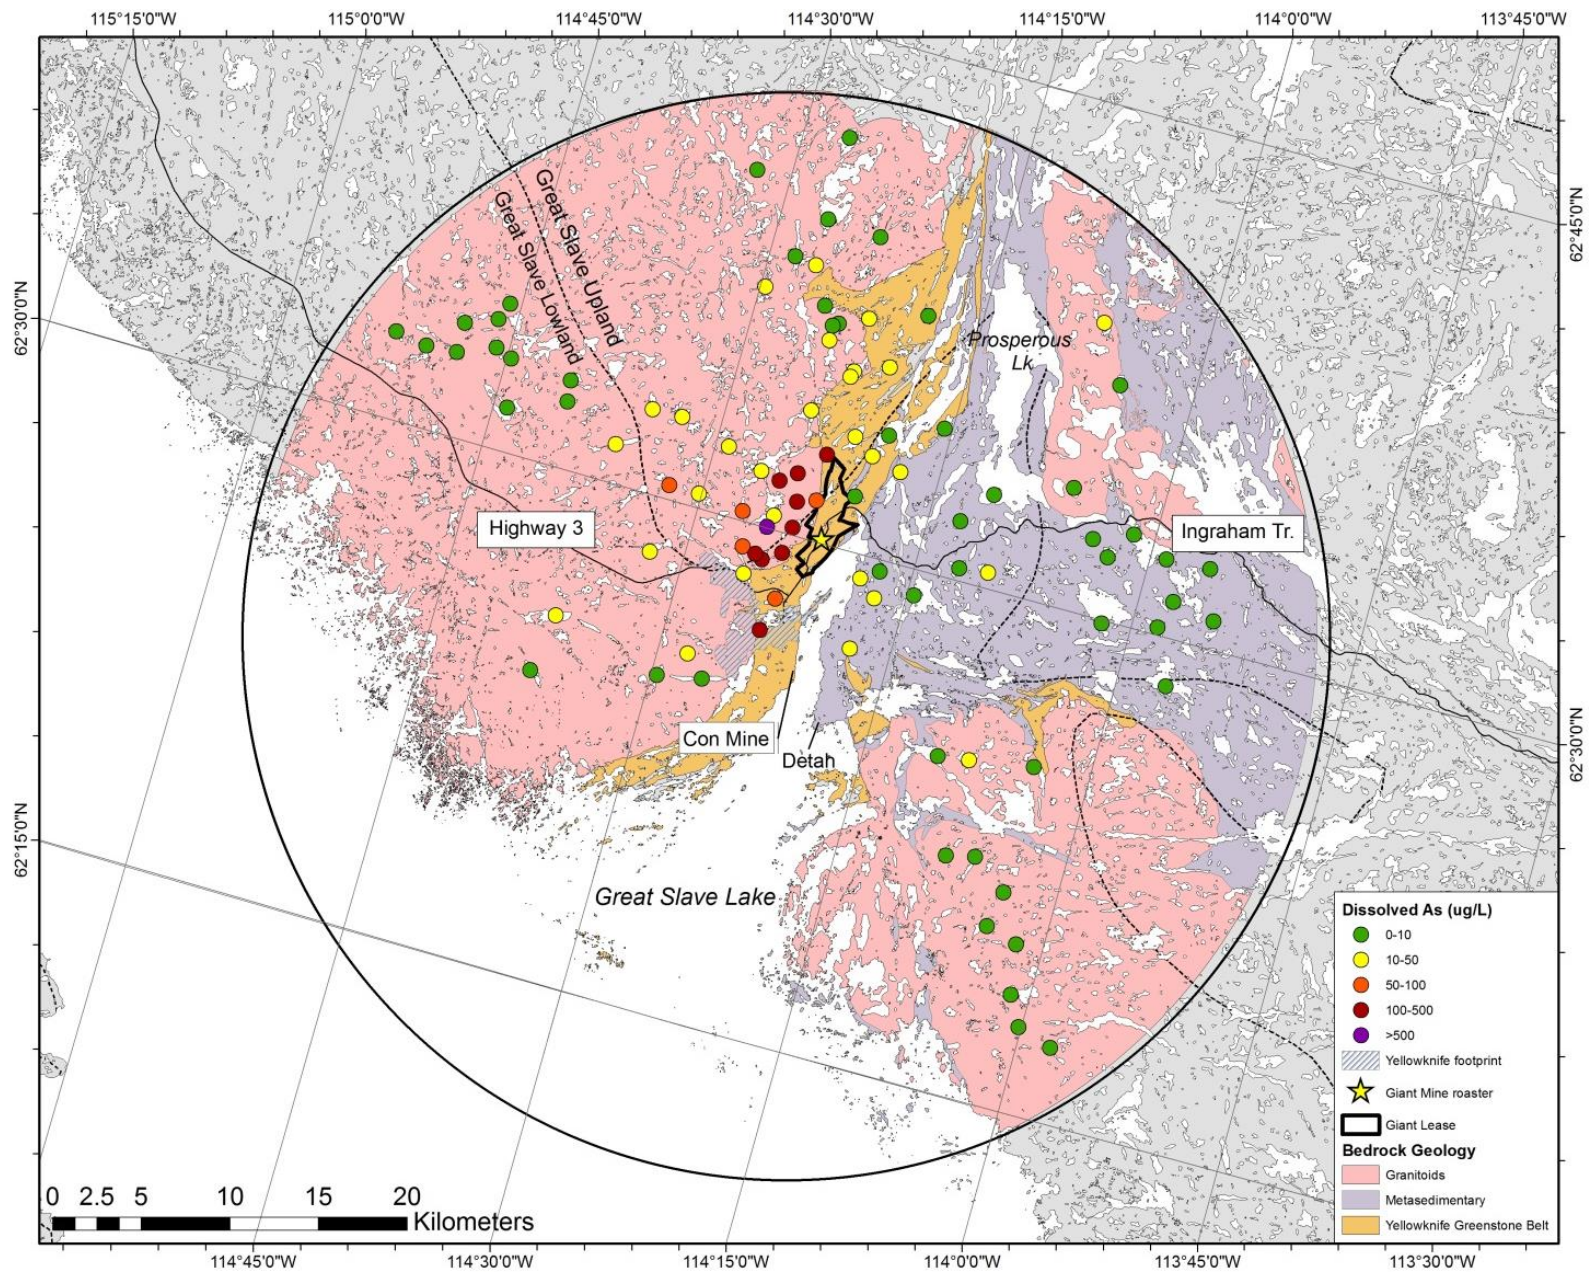 115°15'0"W 115°0'0"W 114°45'0"W 114°30'0"W 114°15'0"W 114°0'0"W 113°45'0"W
62°45'0"N
Great Slave Upland
Great Slave Lowland
62°30'0"N
Prosperous
Lk
Highway 3
Ingraham Tr.
Con Mine
Detah
62°30'0"N
62°15'0"N
Great Slave Lake
Dissolved As (ug/L)
0-10
10-50
50-100
100-500
>500
Yellowknife footprint
Giant Mine roaster
Giant Lease
Bedrock Geology
Granitoids
Metasedimentary
Yellowknife Greenstone Belt
0 2.5 5 10 15 20
Kilometers
114°45'0"W 114°30'0"W 114°15'0"W 114°0'0"W 113°45'0"W 113°30'0"W